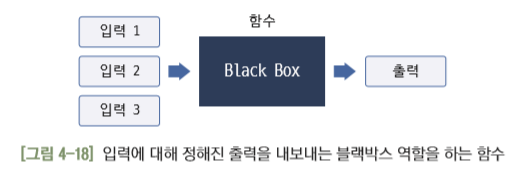 함수
입력 1
입력 2
입력 3
Black Box
출력
[그림 4-18] 입력에 대해 정해진 출력을 내보내는 블랙박스 역할을 하는 함수